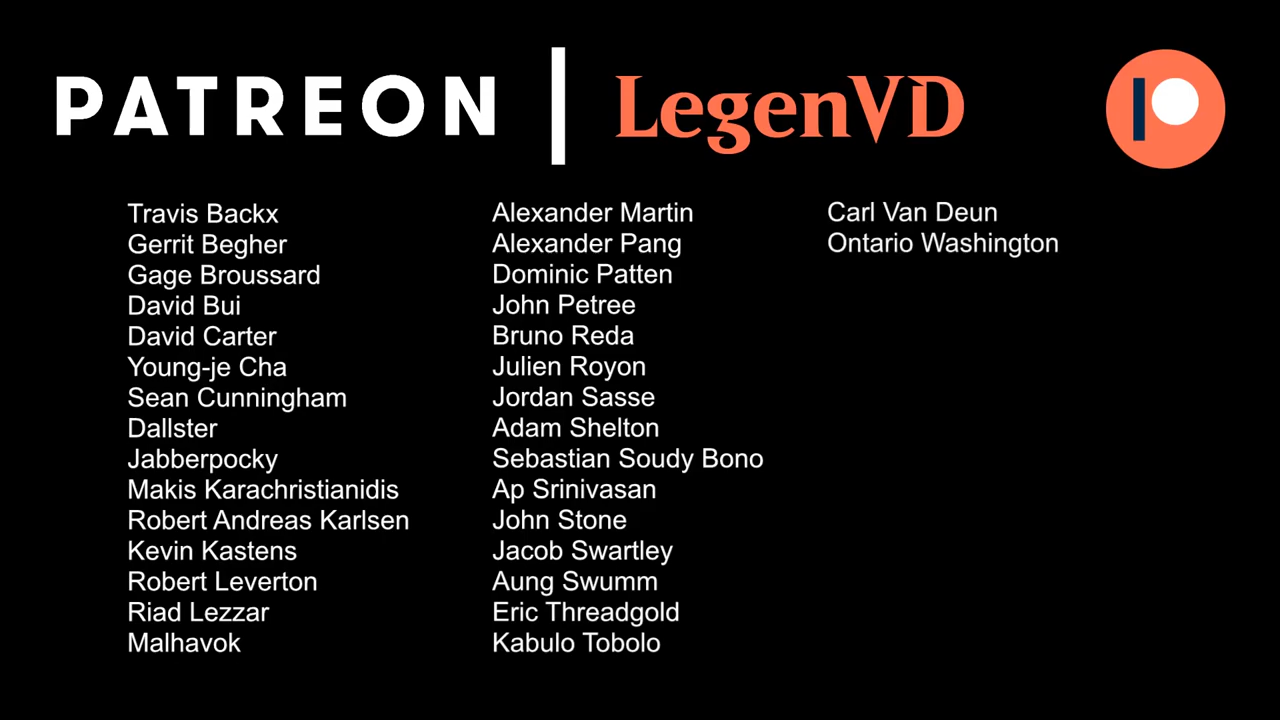 PATREON | LegenVD
Travis Backx
Gerrit Begher
Gage Broussard
David Bui
David Carter
Young-je Cha
Sean Cunningham
Dallster
Jabberpocky
Makis Karachristianidis
Robert Andreas Karlsen
Kevin Kastens
Robert Leverton
Riad Lezzar
Malhavok
Alexander Martin
Alexander Pang
Dominic Patten
John Petree
Bruno Reda
Julien Royon
Jordan Sasse
Adam Shelton
Sebastian Soudy Bono
Ap Srinivasan
John Stone
Jacob Swartley
Aung Swumm
Eric Threadgold
Kabulo Tobolo
Carl Van Deun
Ontario Washington